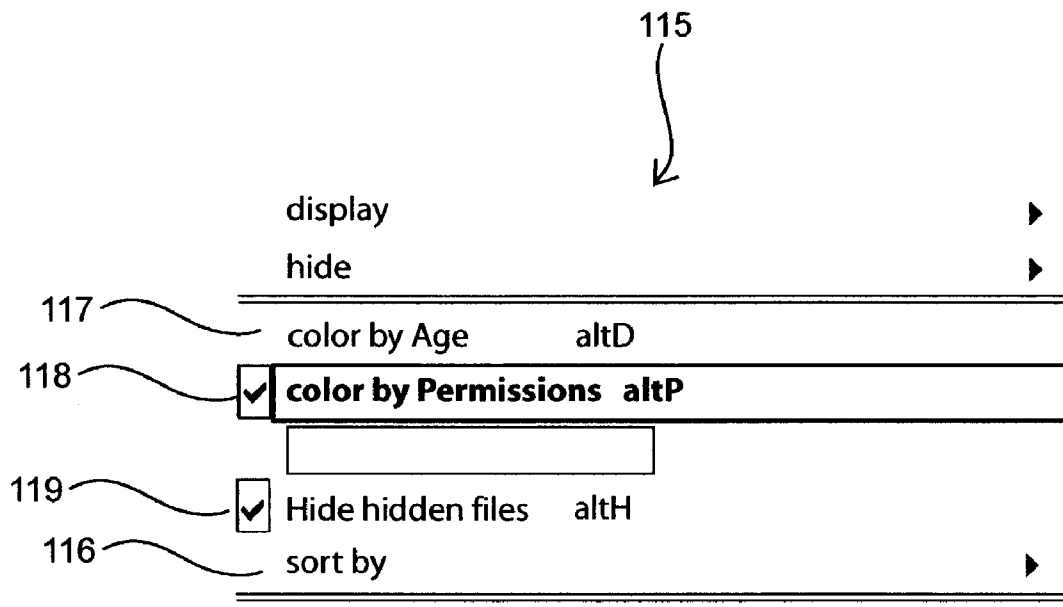 115
display
hide
117
color by Age altD
118
color by Permissions altP
119
Hide hidden files altH
116
sort by